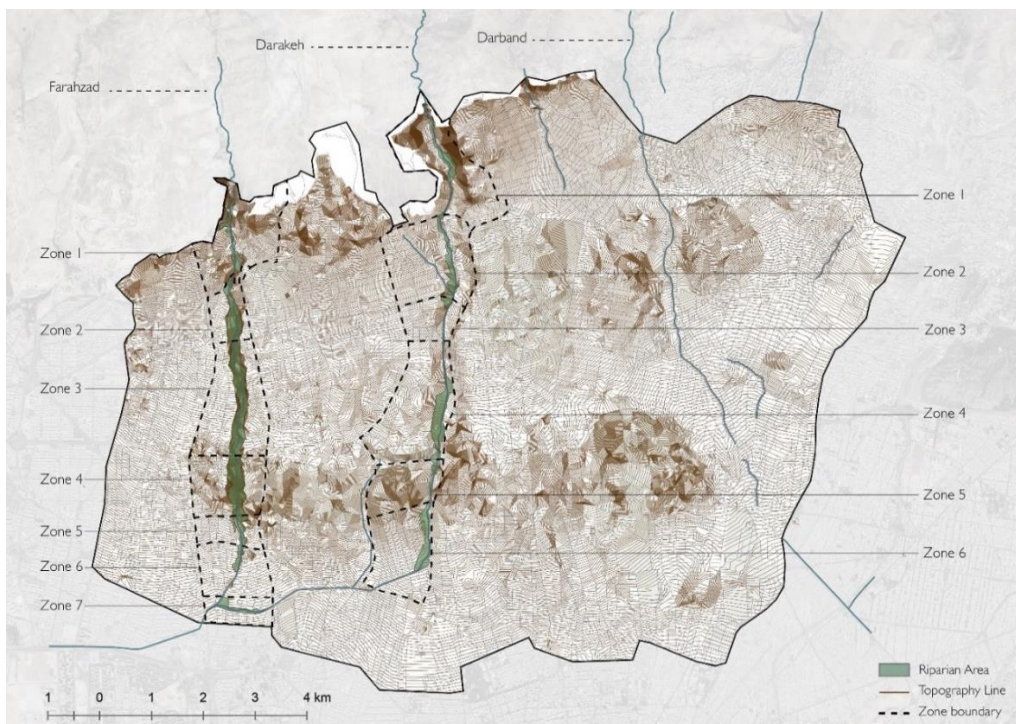 Darband
Darakeh
Farahzad
Zone 1
Zone 2
Zone 3
Zone 4
Zone 5
Zone 6
Zone 7
Zone 1
Zone 2
Zone 3
Zone 4
Zone 5
Zone 6
Riparian Area
Topography Line
Zone boundary
1 0 2 3 4 km